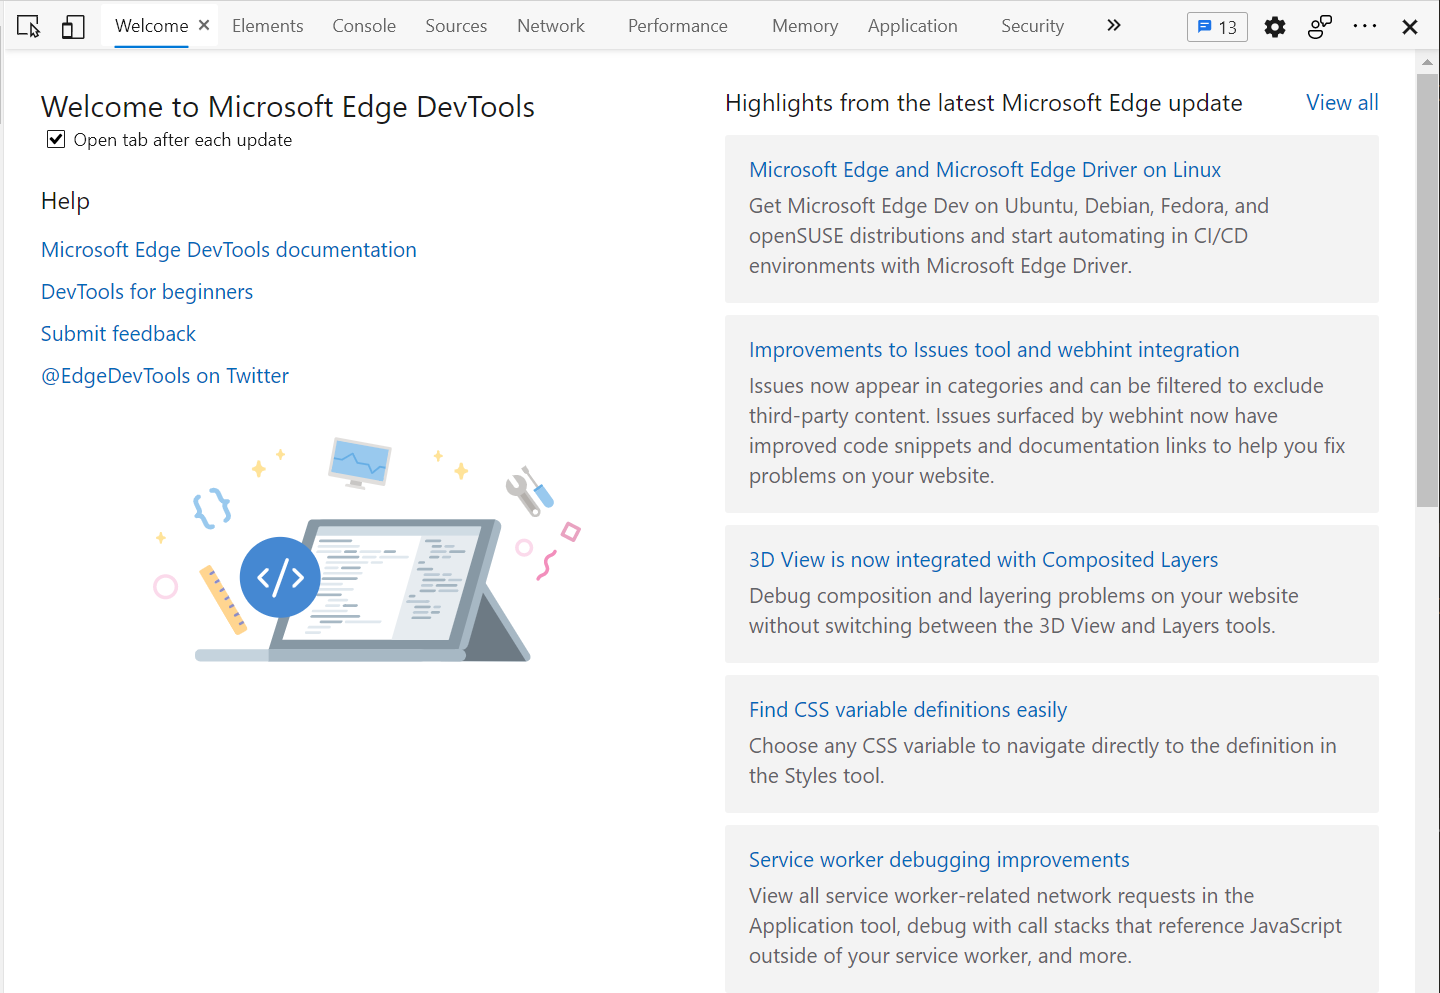 Welcome Elements Console Sources Network Performance Memory Application Security 13
Welcome to Microsoft Edge DevTools
Open tab after each update
Help
Microsoft Edge DevTools documentation
DevTools for beginners
Submit feedback
@EdgeDevTools on Twitter
</>
{}
Highlights from the latest Microsoft Edge update View all
Microsoft Edge and Microsoft Edge Driver on Linux
Get Microsoft Edge Dev on Ubuntu, Debian, Fedora, and
openSUSE distributions and start automating in CI/CD
environments with Microsoft Edge Driver.
Improvements to Issues tool and webhint integration
Issues now appear in categories and can be filtered to exclude
third-party content. Issues surfaced by webhint now have
improved code snippets and documentation links to help you fix
problems on your website.
3D View is now integrated with Composited Layers
Debug composition and layering problems on your website
without switching between the 3D View and Layers tools.
Find CSS variable definitions easily
Choose any CSS variable to navigate directly to the definition in
the Styles tool.
Service worker debugging improvements
View all service worker-related network requests in the
Application tool, debug with call stacks that reference JavaScript
outside of your service worker, and more.